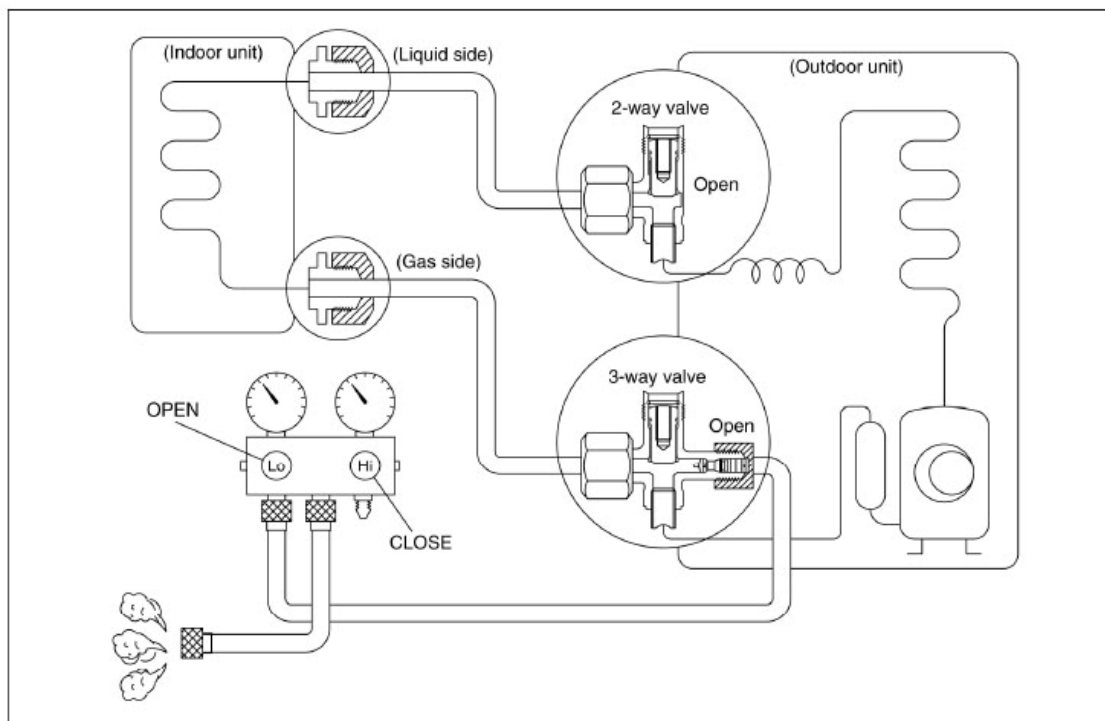 (Indoor unit)
(Liquid side)
(Outdoor unit)
2-way valve
Open
(Gas side)
3-way valve
Open
OPEN
Lo
Hi
CLOSE